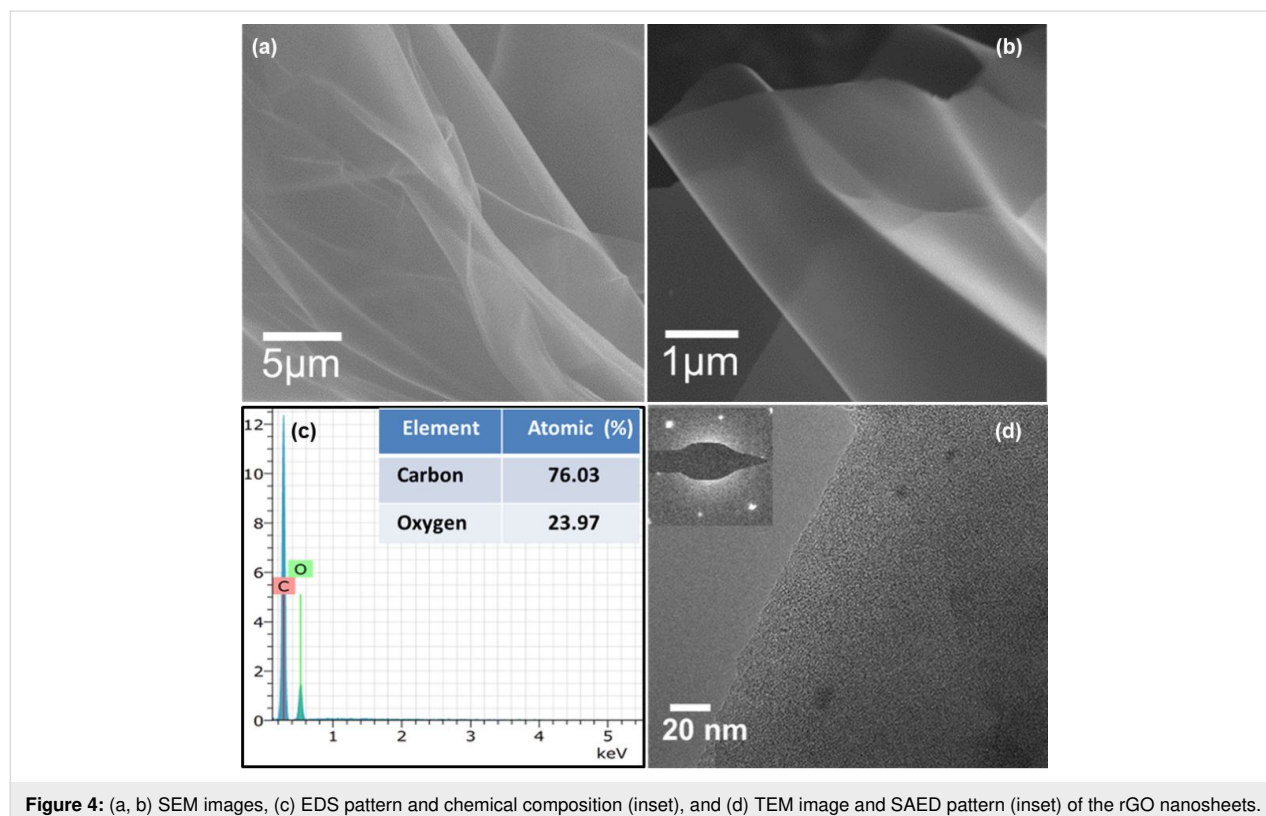 (a)
5µm
(b)
1µm
(c)
Element Atomic (%)
Carbon 76.03
Oxygen 23.97
12
10
8
6
4
2
0
O
C
1 2 3 4 5
keV
(d)
20 nm
Figure 4: (a, b) SEM images, (c) EDS pattern and chemical composition (inset), and (d) TEM image and SAED pattern (inset) of the rGO nanosheets.